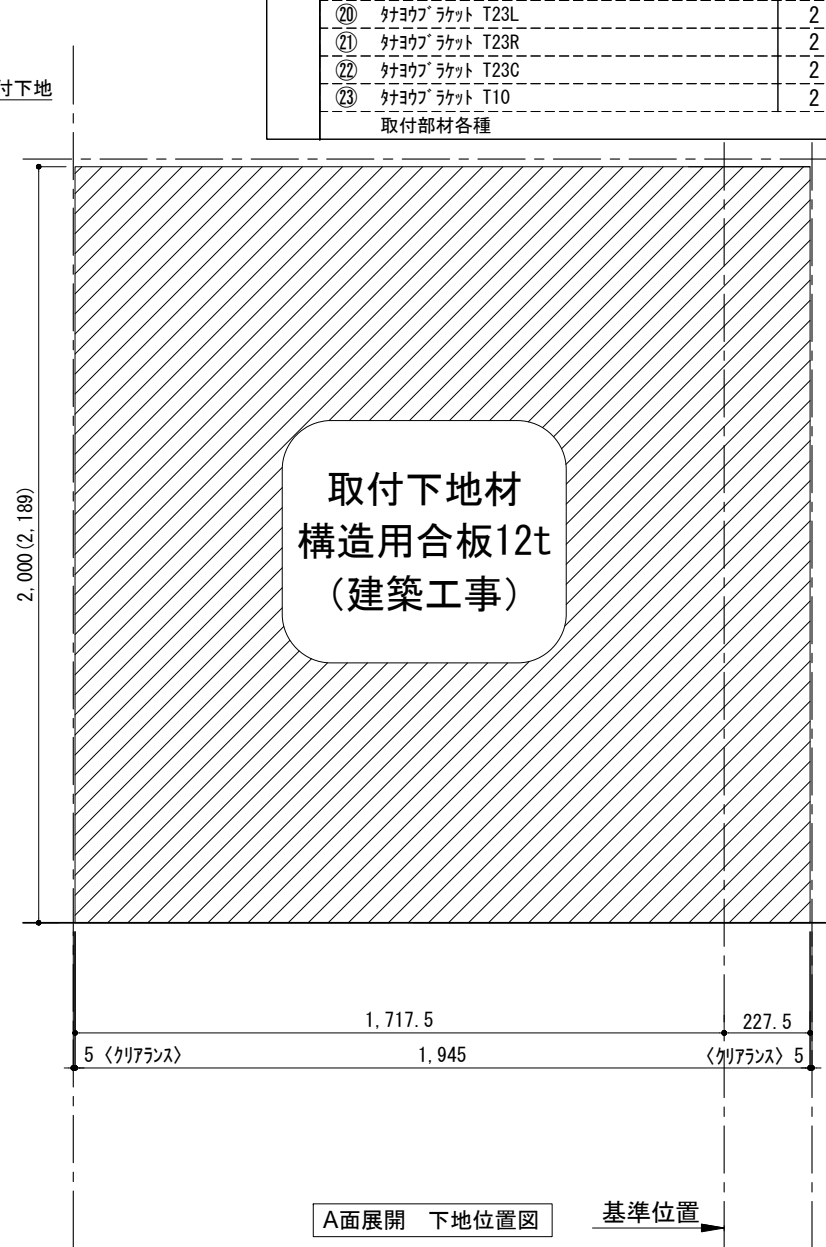 ⑳ ﾀﾅﾖｳﾌﾞﾗｹｯﾄ T23L 2
㉑ ﾀﾅﾖｳﾌﾞﾗｹｯﾄ T23R 2
㉒ ﾀﾅﾖｳﾌﾞﾗｹｯﾄ T23C 2
㉓ ﾀﾅﾖｳﾌﾞﾗｹｯﾄ T10 2
取付部材各種
付下地
2,000(2,189)
取付下地材
構造用合板12t
(建築工事)
1,717.5 227.5
5 〈ｸﾘｱﾗﾝｽ〉 1,945 〈ｸﾘｱﾗﾝｽ〉 5
A面展開 下地位置図
基準位置